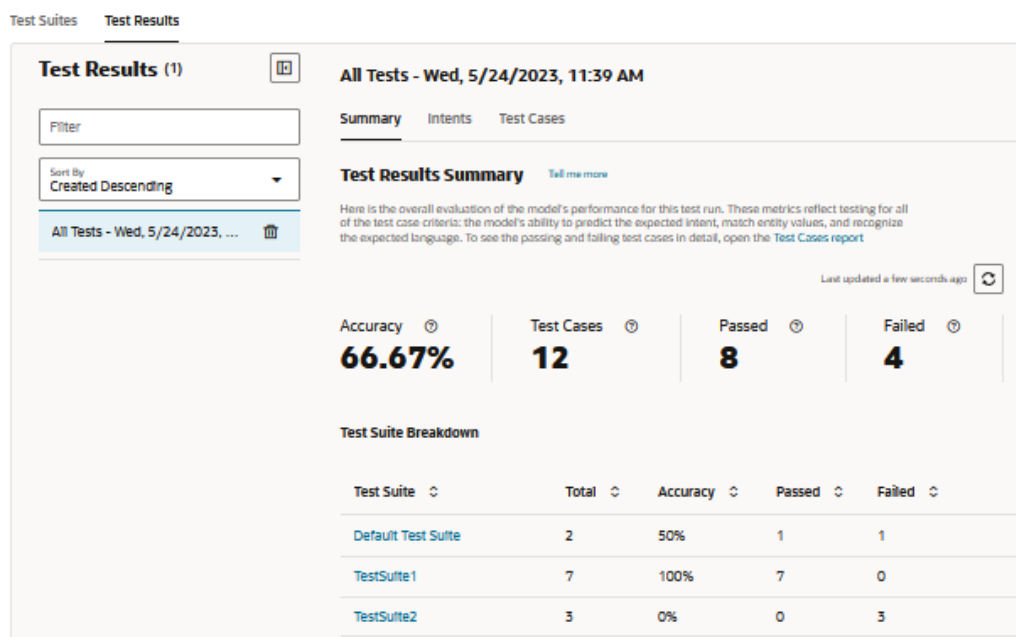 Test Suites Test Results
Test Results (1)
Filter
Sort By
Created Descending
All Tests - Wed, 5/24/2023, ...
All Tests - Wed, 5/24/2023, 11:39 AM
Summary Intents Test Cases
Test Results Summary Tell me more
Here is the overall evaluation of the model's performance for this test run. These metrics reflect testing for all
of the test case criteria: the model's ability to predict the expected intent, match entity values, and recognize
the expected language. To see the passing and failing test cases in detail, open the Test Cases report
Last updated a few seconds ago
Accuracy Test Cases Passed Failed
66.67% 12 8 4
Test Suite Breakdown
Test Suite Total Accuracy Passed Failed
Default Test Suite 2 50% 1 1
TestSuite1 7 100% 7 0
TestSuite2 3 0% 0 3